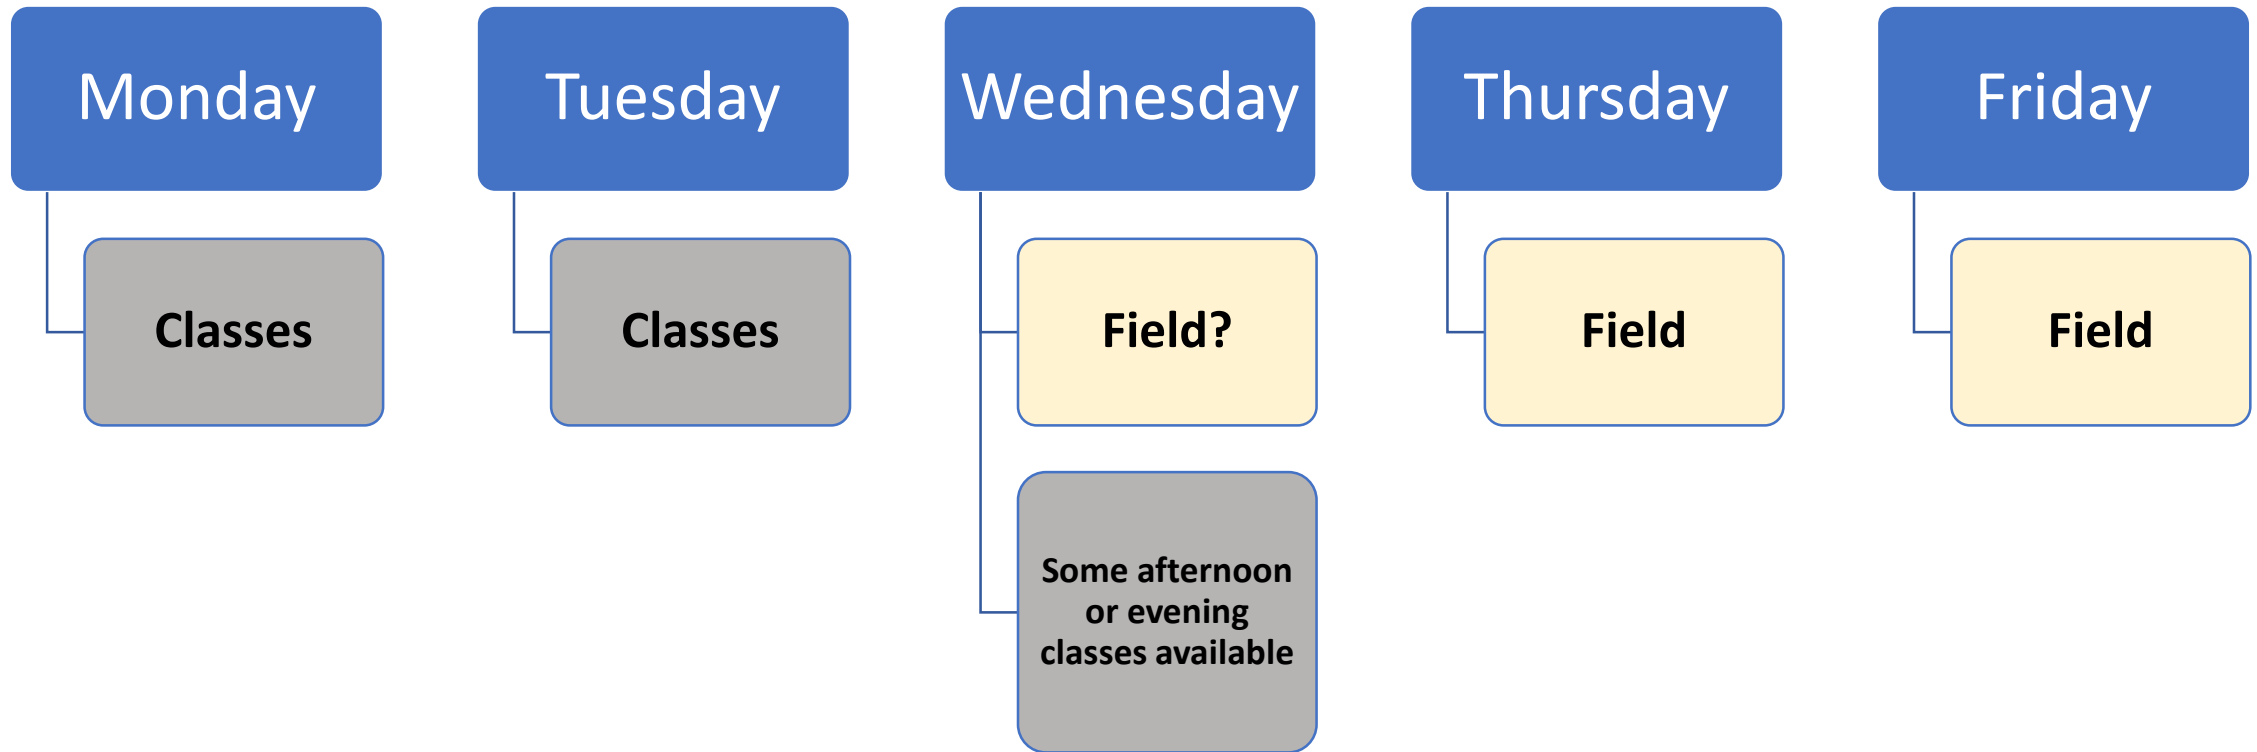 Monday
Tuesday
Wednesday
Thursday
Friday
Classes
Classes
Field?
Field
Field
Some afternoon
or evening
classes available